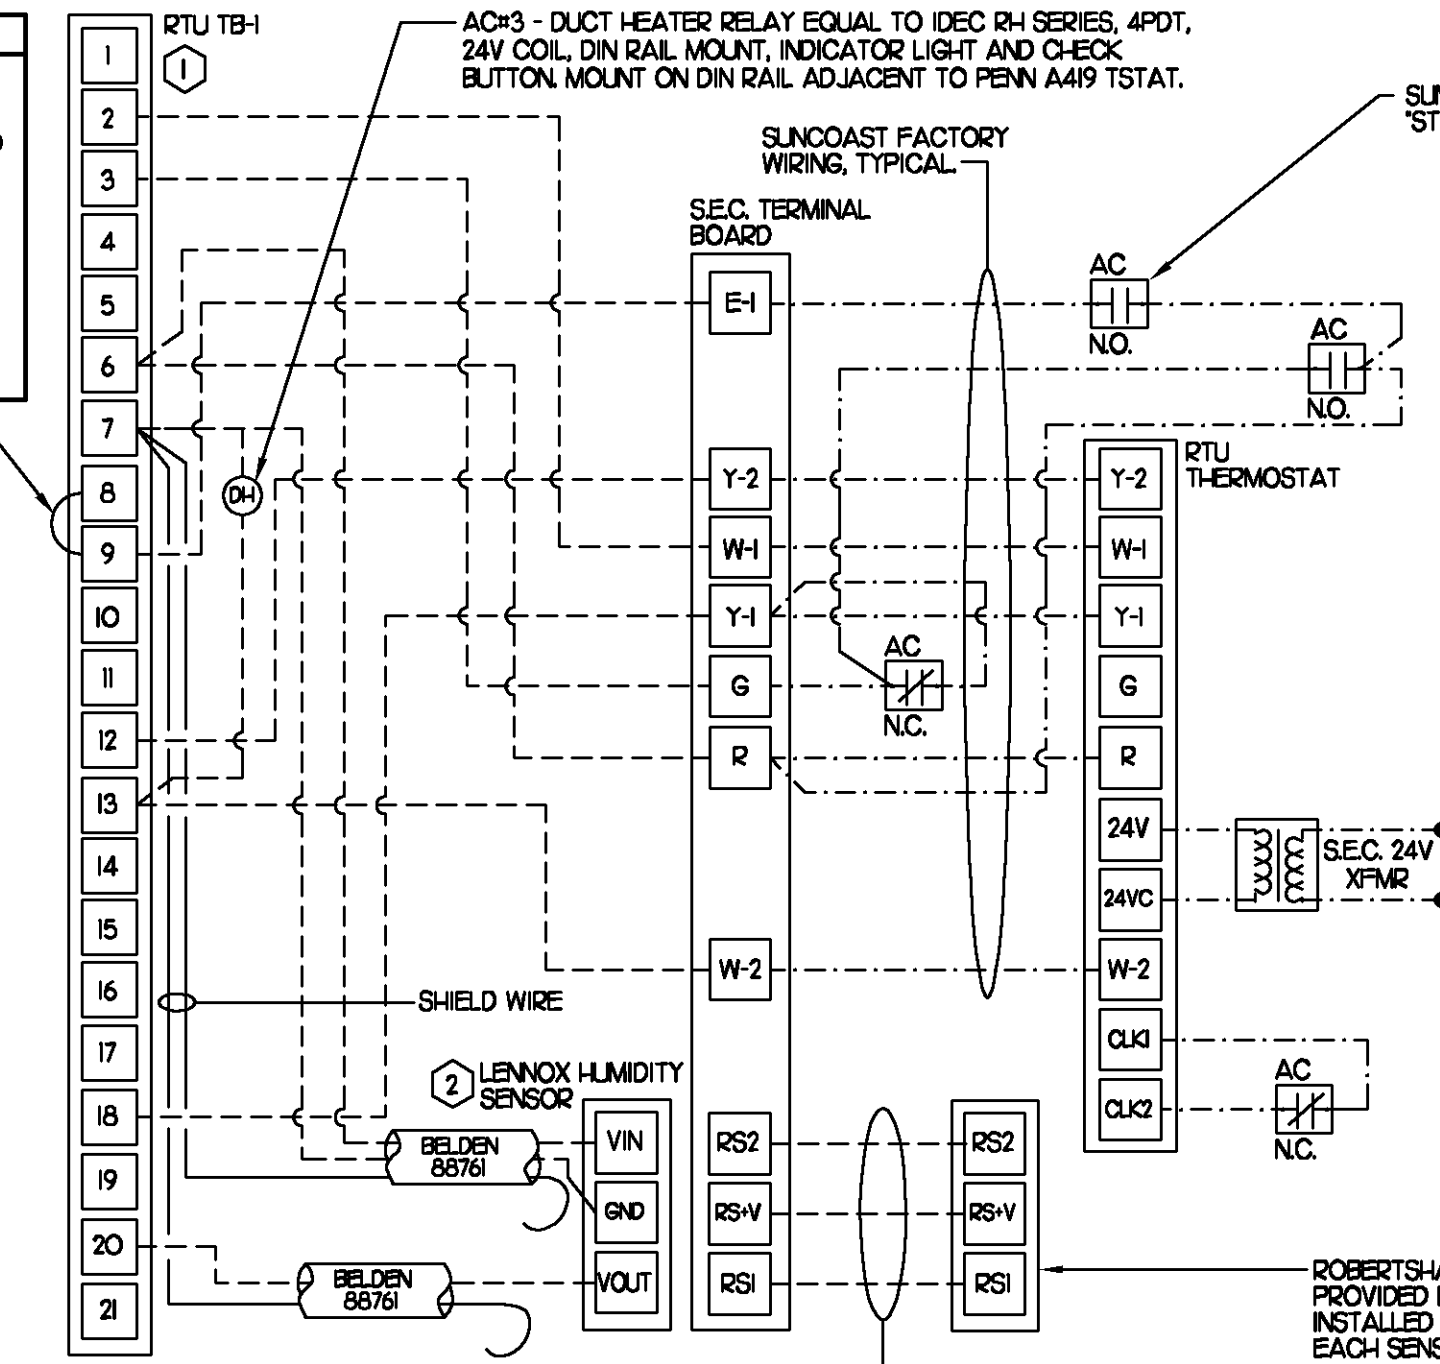 RTU TB-1
1
AC#3 - DUCT HEATER RELAY EQUAL TO IDEC RH SERIES, 4PDT,
24V COIL, DIN RAIL MOUNT, INDICATOR LIGHT AND CHECK
BUTTON. MOUNT ON DIN RAIL ADJACENT TO PENN A419 TSTAT.
1
2
3
4
5
6
7
8
9
10
11
12
13
14
15
16
17
18
19
20
21
DH
SUNCOAST FACTORY
WIRING, TYPICAL.
S.E.C. TERMINAL
BOARD
E-1
Y-2
W-1
Y-1
G
R
W-2
RS2
RS+V
RS1
AC
N.O.
AC
N.O.
AC
N.C.
RTU
THERMOSTAT
Y-2
W-1
Y-1
G
R
24V
24VC
W-2
CLK1
CLK2
S.E.C. 24V
XFMR
AC
N.C.
SHIELD WIRE
2
LENNOX HUMIDITY
SENSOR
VIN
GND
VOUT
BELDEN
88761
BELDEN
88761
RS2
RS+V
RS1
PROVIDED
INSTALLED
EACH